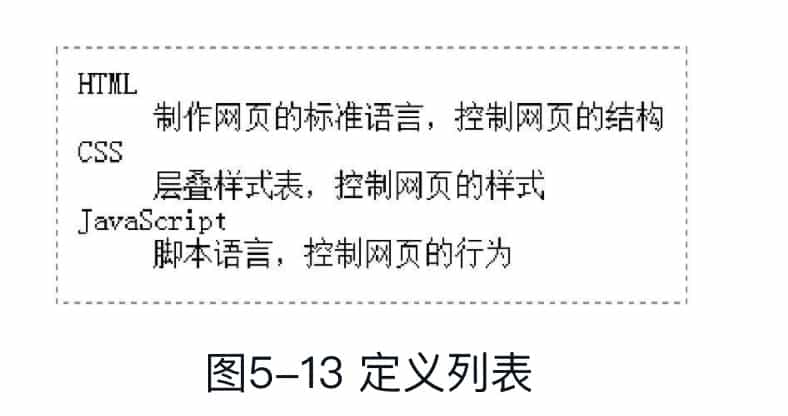 HTML
制作网页的标准语言，控制网页的结构
CSS
层叠样式表，控制网页的样式
JavaScript
脚本语言，控制网页的行为
图5-13 定义列表